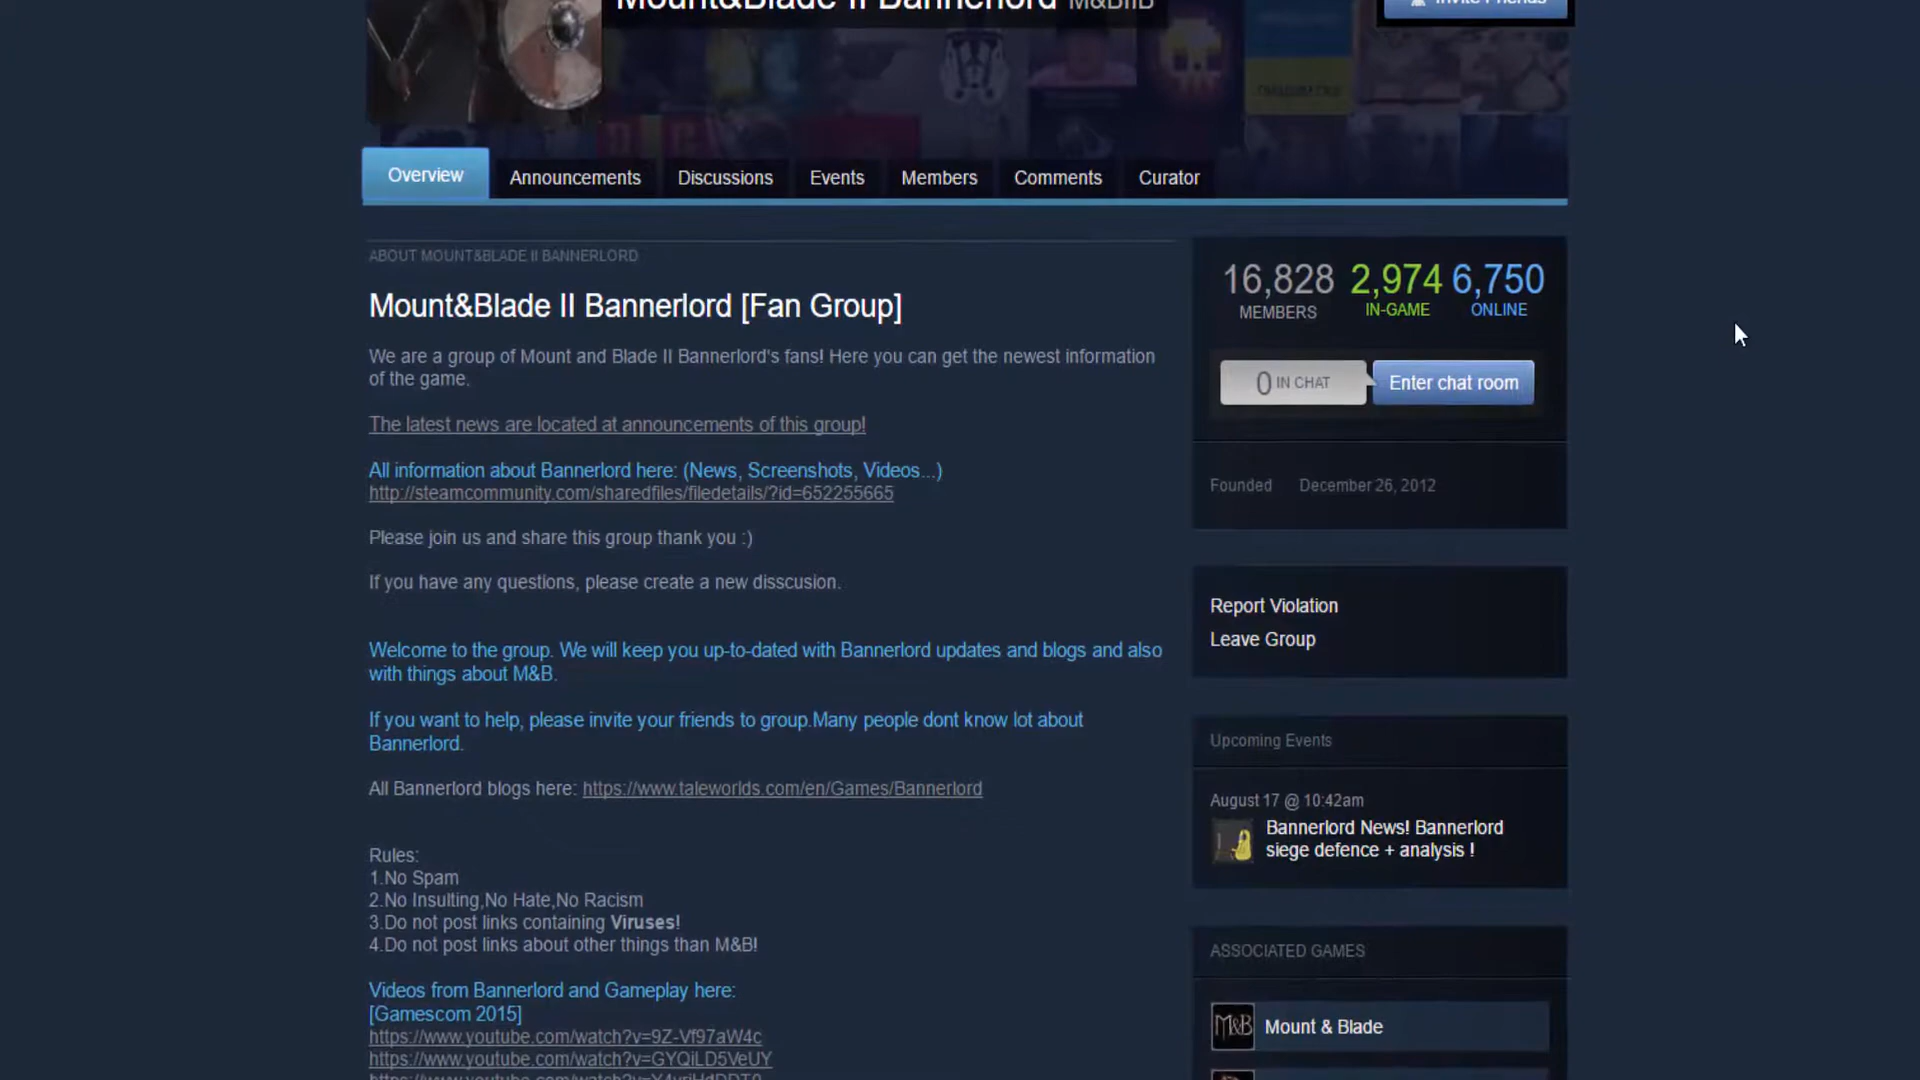 Mount&Blade II Bannerlord M&BIIB
Invite Friends
Overview
Announcements
Discussions
Events
Members
Comments
Curator
ABOUT MOUNT&BLADE II BANNERLORD
Mount&Blade II Bannerlord [Fan Group]
We are a group of Mount and Blade II Bannerlord's fans! Here you can get the newest information
of the game.
The latest news are located at announcements of this group!
All information about Bannerlord here: (News, Screenshots, Videos...)
http://steamcommunity.com/sharedfiles/filedetails/?id=652255665
Please join us and share this group thank you :)
If you have any questions, please create a new disscusion.
Welcome to the group. We will keep you up-to-dated with Bannerlord updates and blogs and also
with things about M&B.
If you want to help, please invite your friends to group.Many people dont know lot about
Bannerlord.
All Bannerlord blogs here: https://www.taleworlds.com/en/Games/Bannerlord
Rules:
1.No Spam
2.No Insulting,No Hate,No Racism
3.Do not post links containing Viruses!
4.Do not post links about other things than M&B!
Videos from Bannerlord and Gameplay here:
[Gamescom 2015]
https://www.youtube.com/watch?v=9Z-Vf97aW4c
https://www.youtube.com/watch?v=GYQiLD5VeUY
16,828 2,974 6,750
MEMBERS IN-GAME ONLINE
0 IN CHAT
Enter chat room
Founded December 26, 2012
Report Violation
Leave Group
Upcoming Events
August 17 @ 10:42am
Bannerlord News! Bannerlord
siege defence + analysis !
ASSOCIATED GAMES
M&B Mount & Blade